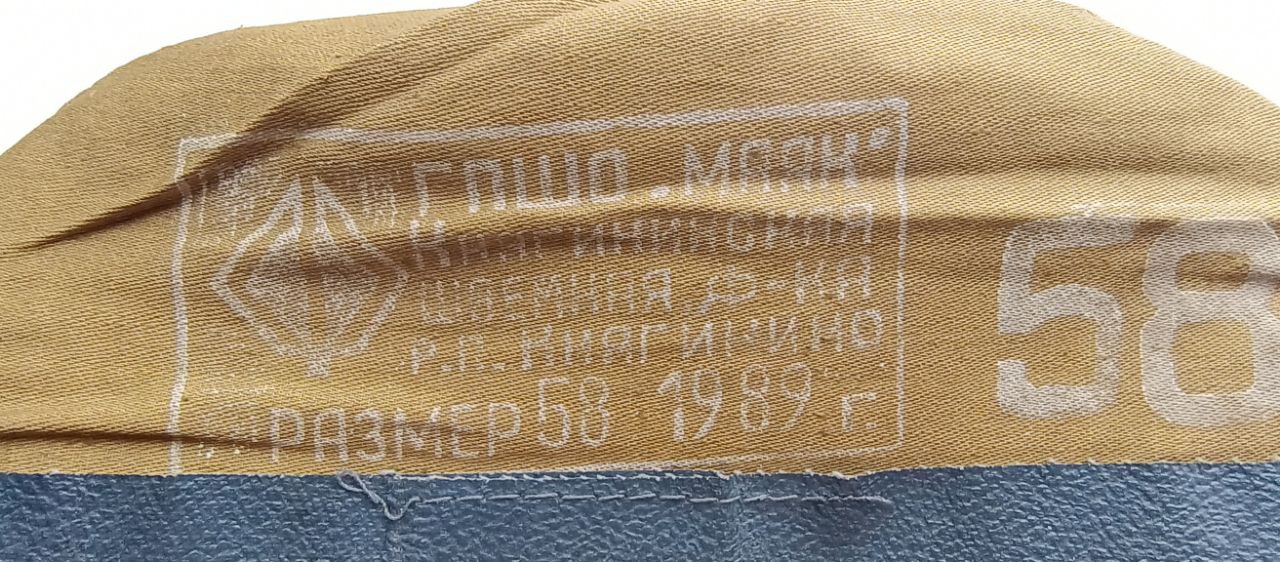 ГПШО "МАЯК"
КНЯГИНИНСКАЯ
ШВЕЙНАЯ Ф-КА
Р.П. КНЯГИНИНО
РАЗМЕР 58 1989 г.
58